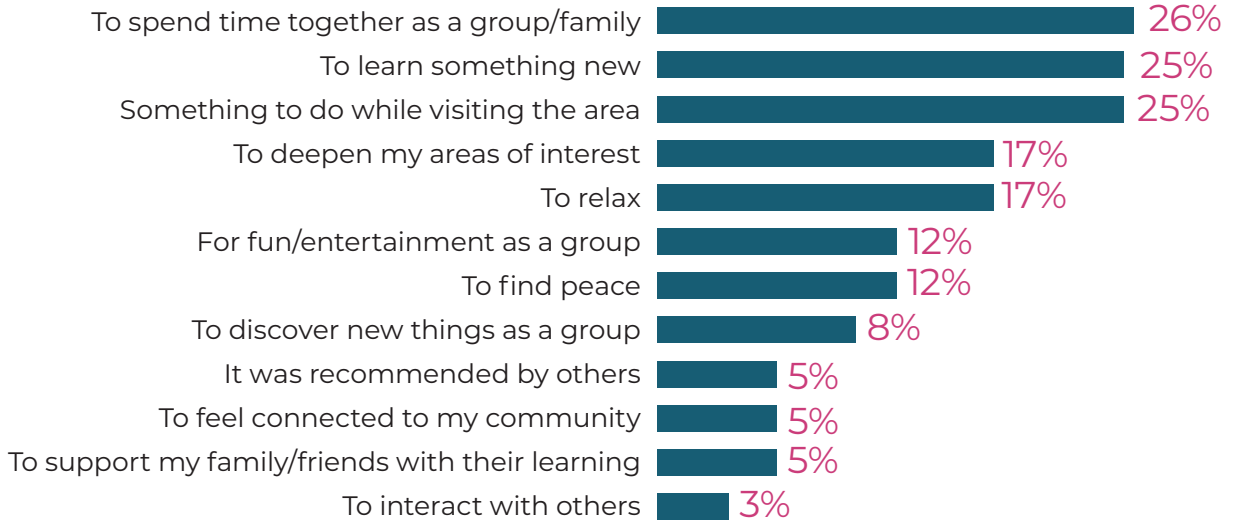 To spend time together as a group/family 26%
To learn something new 25%
Something to do while visiting the area 25%
To deepen my areas of interest 17%
To relax 17%
For fun/entertainment as a group 12%
To find peace 12%
To discover new things as a group 8%
It was recommended by others 5%
To feel connected to my community 5%
To support my family/friends with their learning 5%
To interact with others 3%